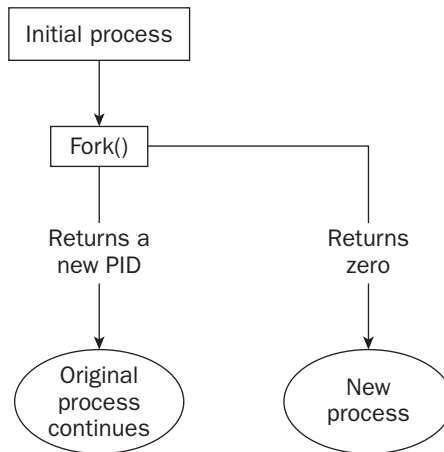 Initial process
Fork()
Returns a
new PID
Returns
zero
Original
process
continues
New
process